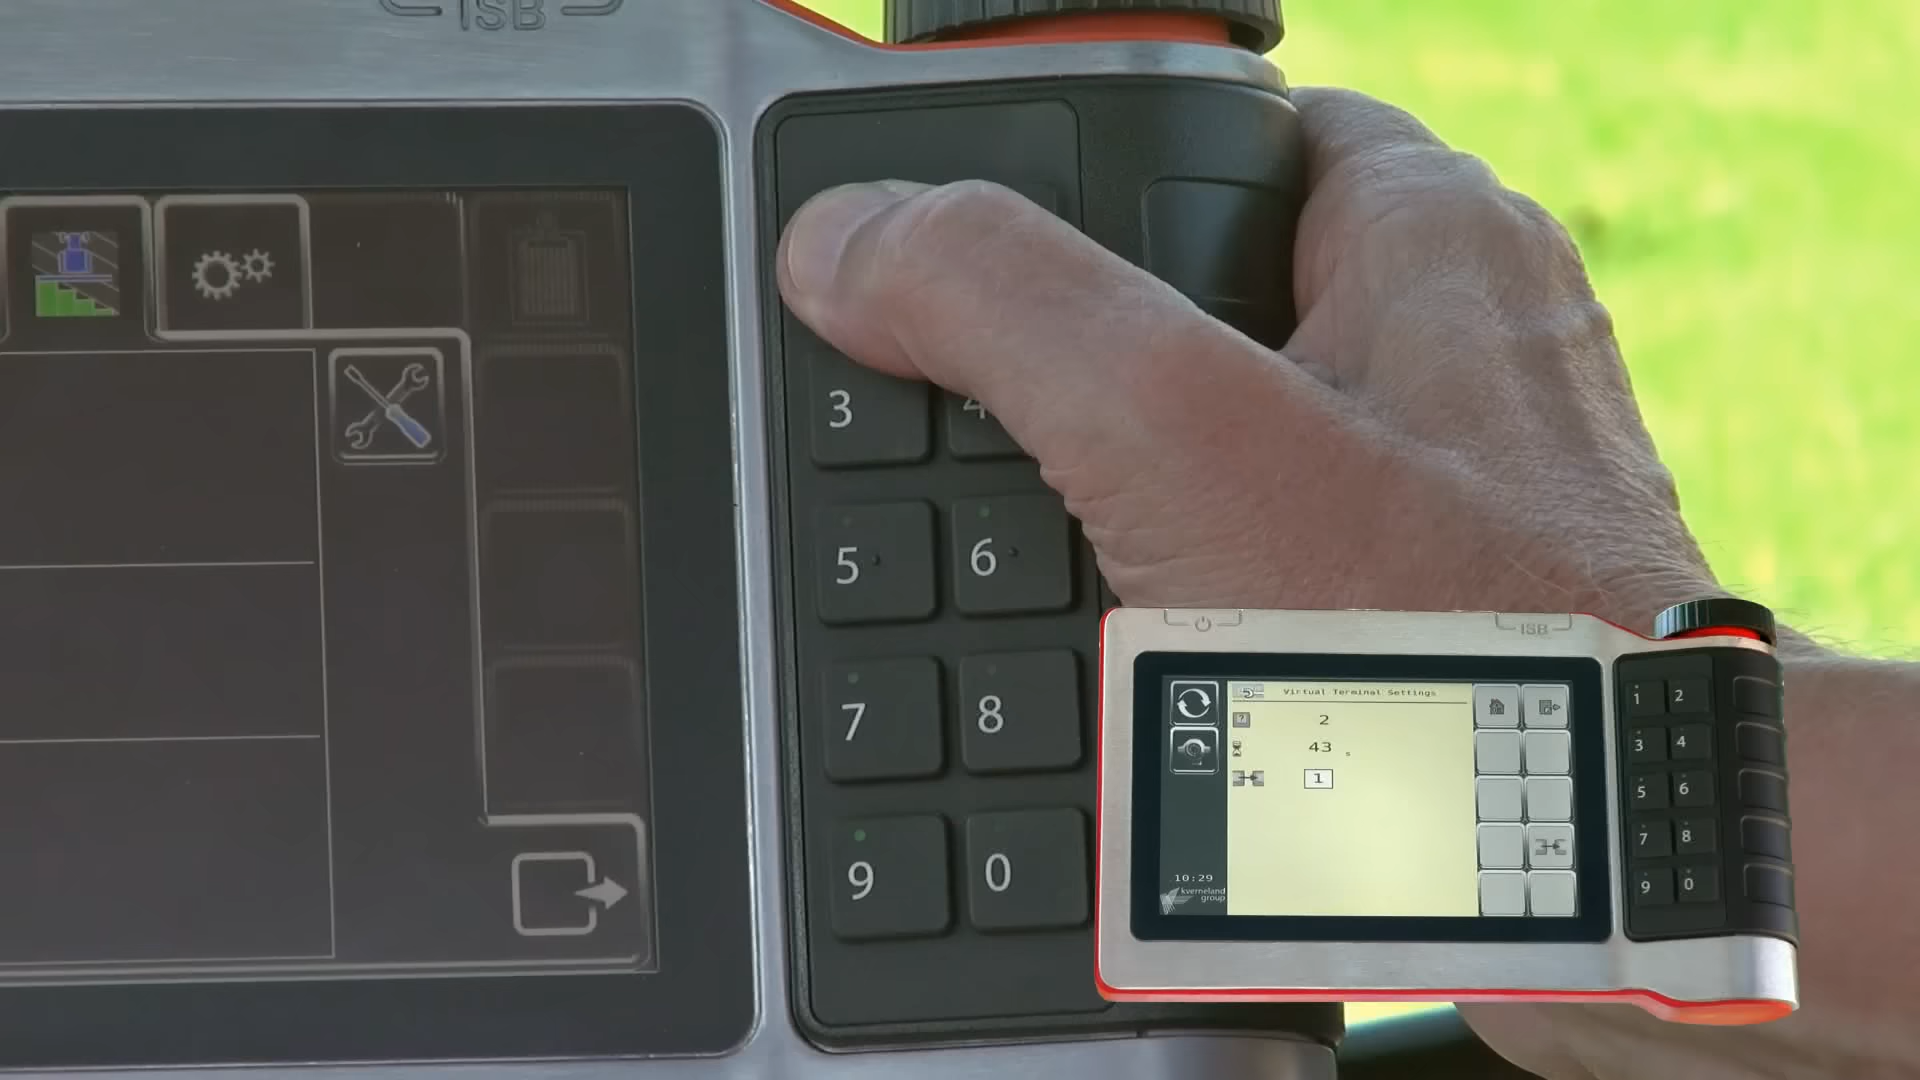 ISB
3 4
5 6
7 8
9 0
ISB
Virtual Terminal Settings
?
2
43 s
1
10:29
kverneland
group
1 2
3 4
5 6
7 8
9 0